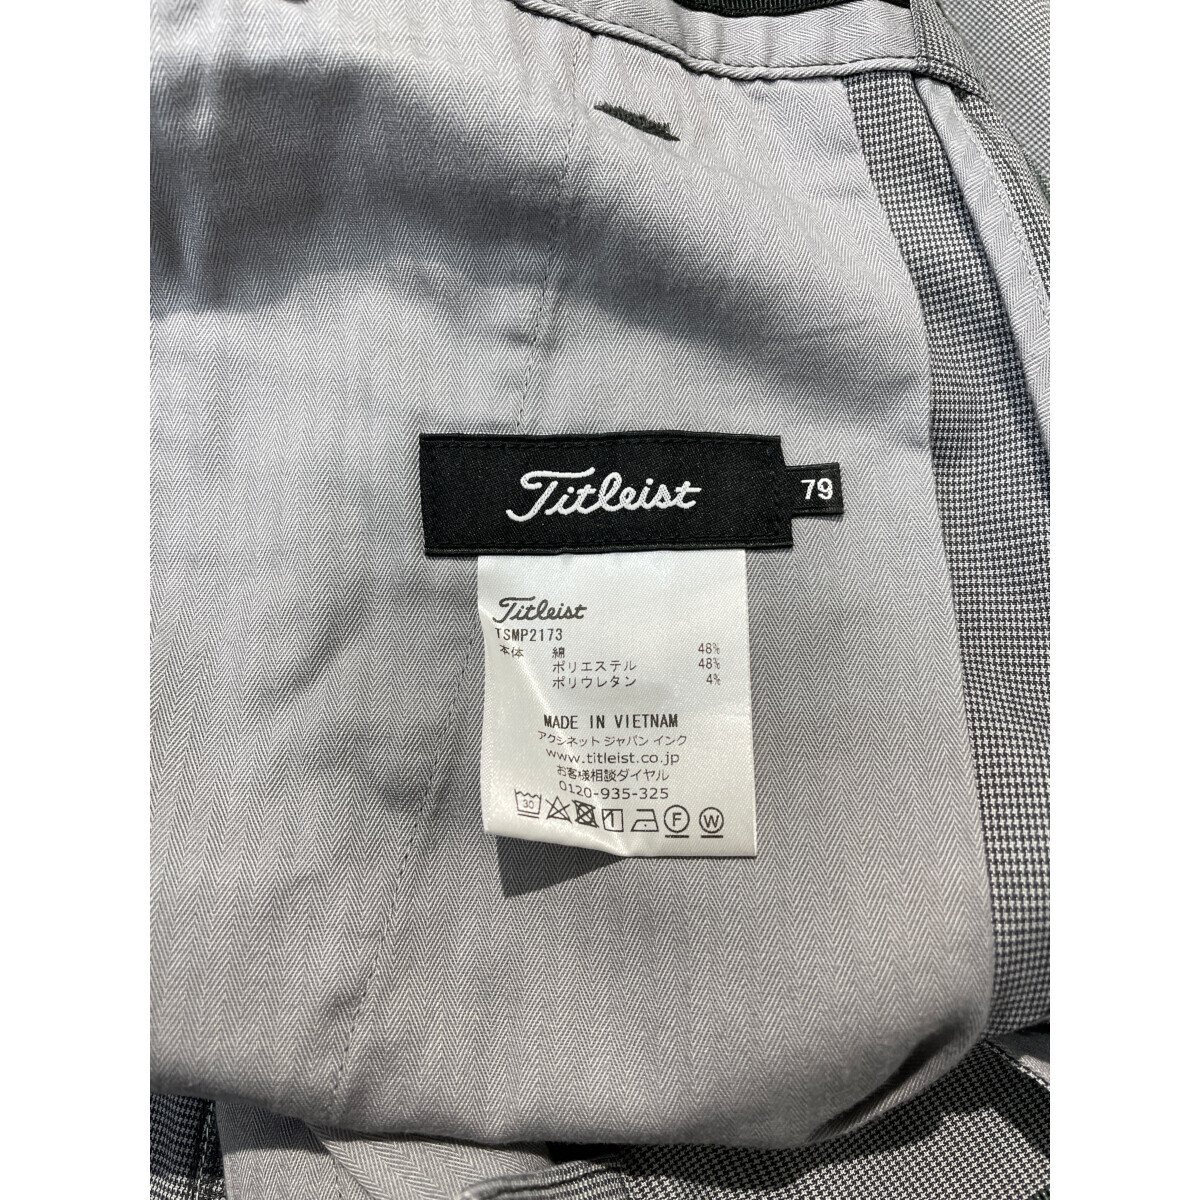 Titleist
79
Titleist
TSMP2173
本体 綿 48%
ポリエステル 48%
ポリウレタン 4%
MADE IN VIETNAM
アクシネット ジャパン インク
www.titleist.co.jp
お客様相談ダイヤル
0120-935-325
30
F W